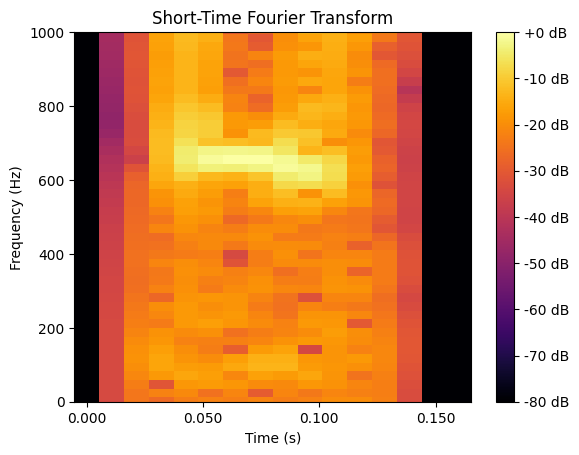 Short-Time Fourier Transform
1000
800
600
400
200
0
Frequency (Hz)
0.000
0.050
0.100
0.150
Time (s)
+0 dB
-10 dB
-20 dB
-30 dB
-40 dB
-50 dB
-60 dB
-70 dB
-80 dB